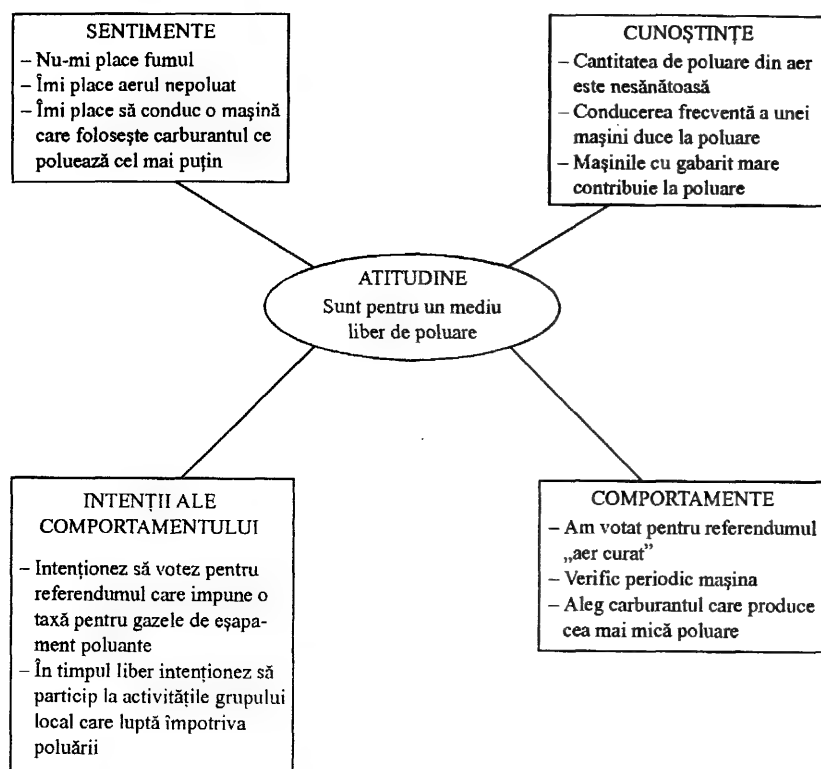 SENTIMENTE
– Nu-mi place fumul
– Îmi place aerul nepoluat
– Îmi place să conduc o mașină
care folosește carburantul ce
poluează cel mai puțin
CUNOȘTINȚE
– Cantitatea de poluare din aer
este nesănătoasă
– Conducerea frecventă a unei
mașini duce la poluare
– Mașinile cu gabarit mare
contribuie la poluare
ATITUDINE
Sunt pentru un mediu
liber de poluare
INTENȚII ALE
COMPORTAMENTULUI
– Intenționez să votez pentru
referendumul care impune o
taxă pentru gazele de eșapa-
ment poluante
– În timpul liber intenționez să
particip la activitățile grupului
local care luptă împotriva
poluării
COMPORTAMENTE
– Am votat pentru referendumul
„aer curat”
– Verific periodic mașina
– Aleg carburantul care produce
cea mai mică poluare